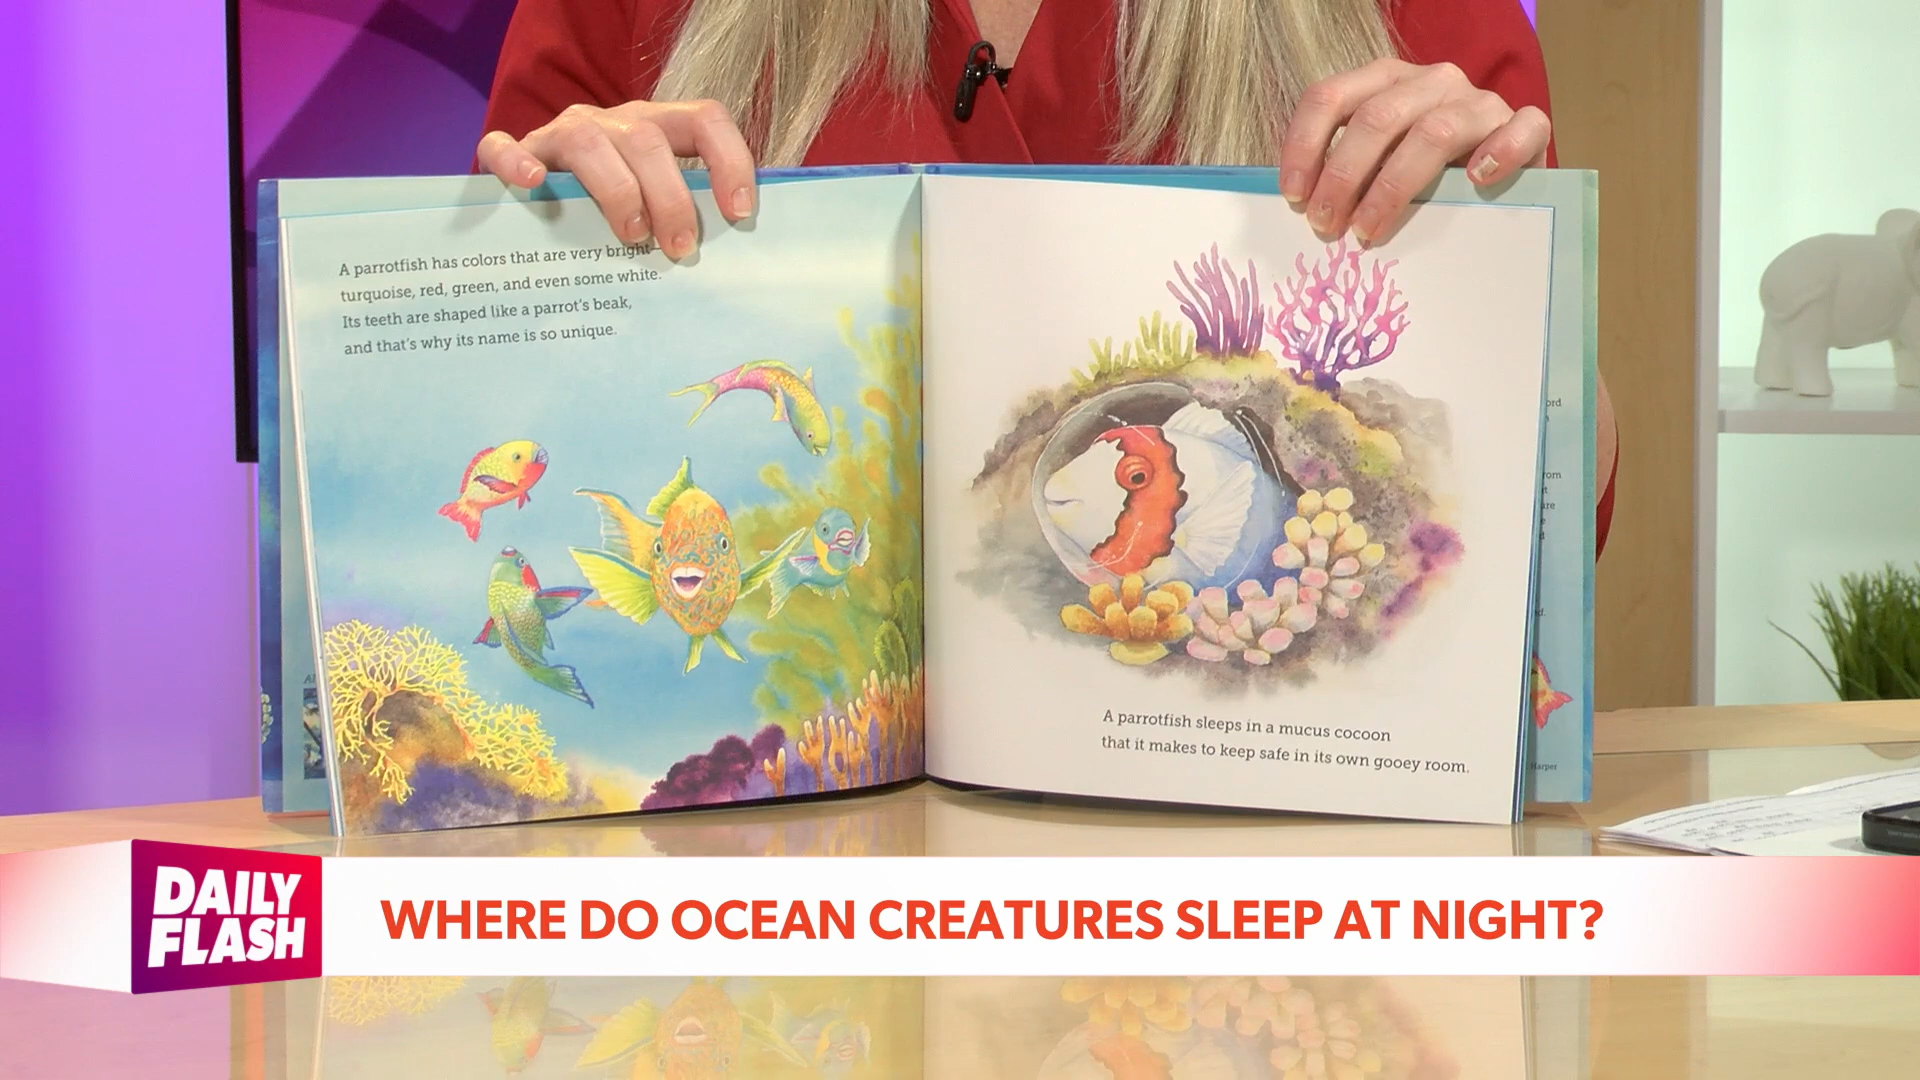 A parrotfish has colors that are very bright—
turquoise, red, green, and even some white.
Its teeth are shaped like a parrot's beak,
and that's why its name is so unique.
A parrotfish sleeps in a mucus cocoon
that it makes to keep safe in its own gooey room.
Harper
DAILY
FLASH
WHERE DO OCEAN CREATURES SLEEP AT NIGHT?